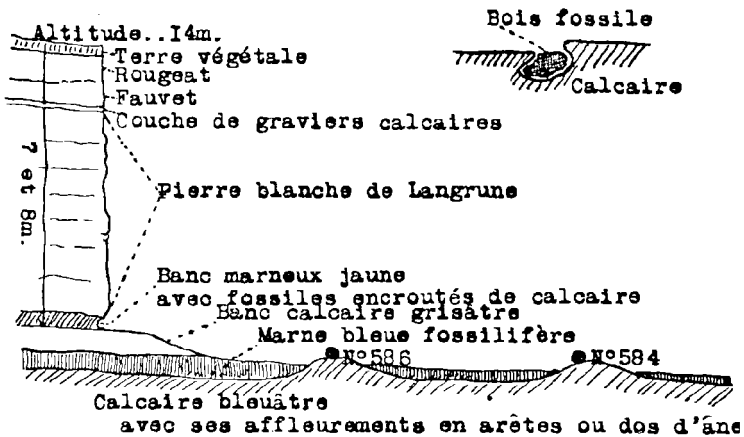 Altitude..14m.
Terre végétale
Rougeat
Fauvet
Couche de graviers calcaires
7 et 8m.
Pierre blanche de Langrune
Banc marneux jaune
avec fossiles encroutés de calcaire
Banc calcaire grisâtre
Marne bleue fossilifère
N°586
N°584
Calcaire bleuâtre
avec ses affleurements en arêtes ou dos d'âne
Bois fossile
Calcaire